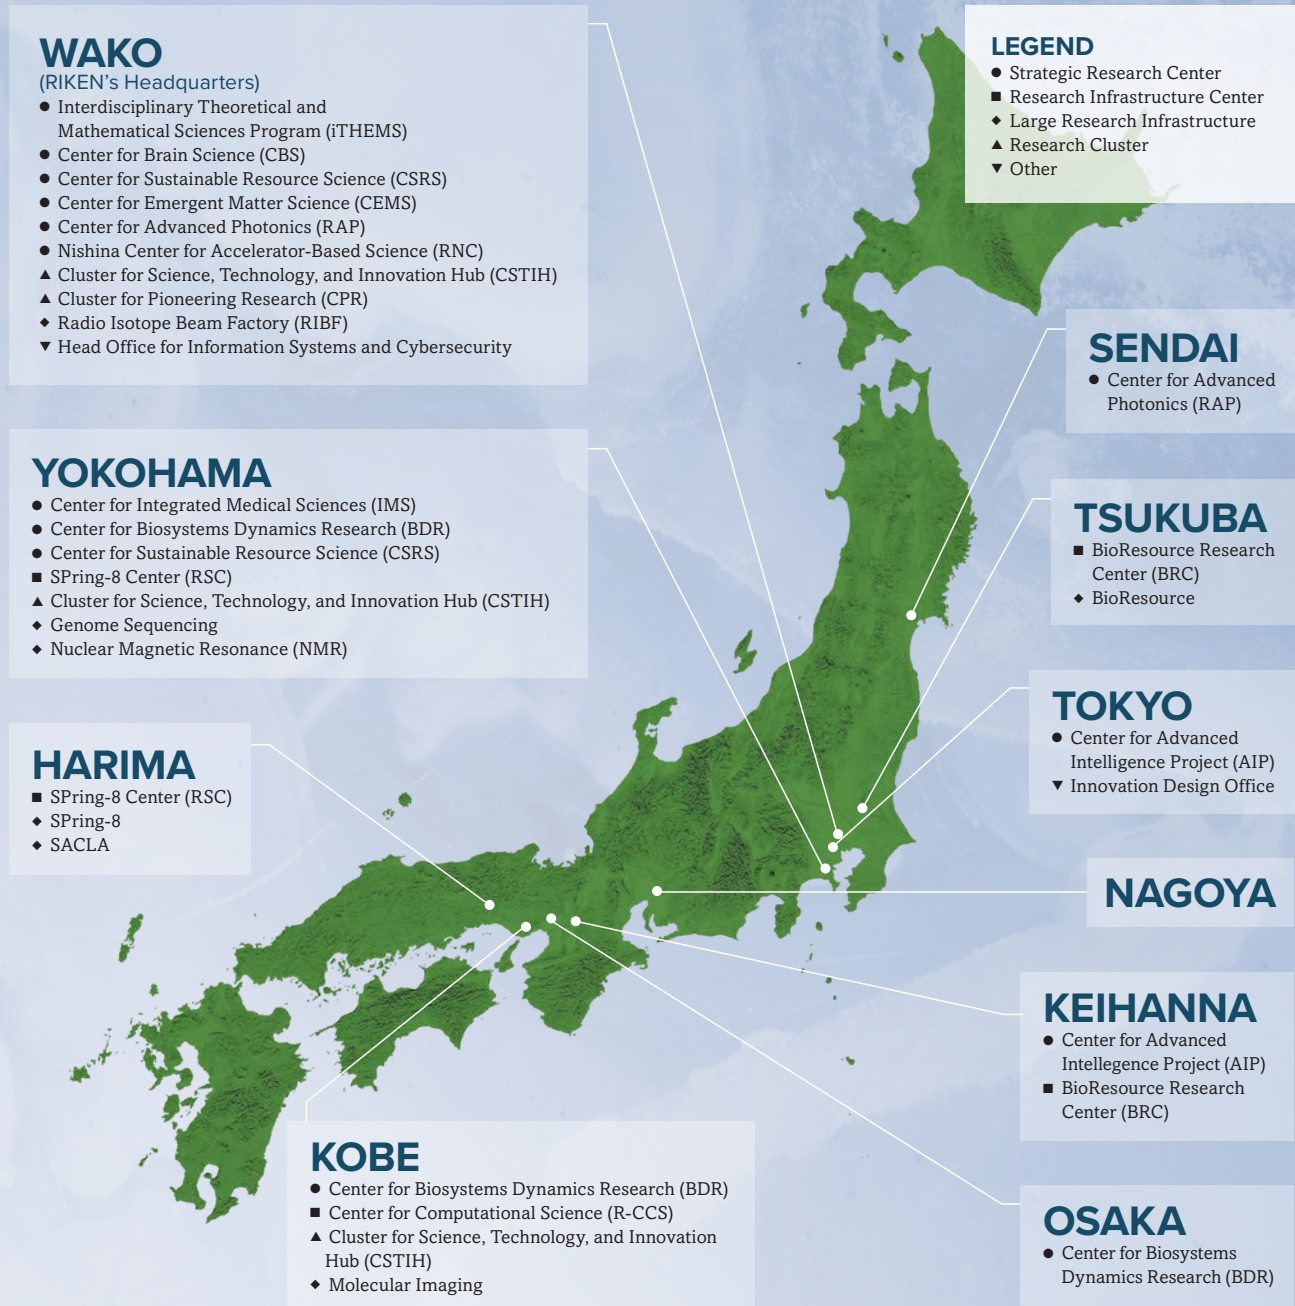 WAKO
(RIKEN's Headquarters)
● Interdisciplinary Theoretical and
Mathematical Sciences Program (iTHEMS)
● Center for Brain Science (CBS)
● Center for Sustainable Resource Science (CSRS)
● Center for Emergent Matter Science (CEMS)
● Center for Advanced Photonics (RAP)
● Nishina Center for Accelerator-Based Science (RNC)
▲ Cluster for Science, Technology, and Innovation Hub (CSTIH)
▲ Cluster for Pioneering Research (CPR)
◆ Radio Isotope Beam Factory (RIBF)
▼ Head Office for Information Systems and Cybersecurity
LEGEND
● Strategic Research Center
■ Research Infrastructure Center
◆ Large Research Infrastructure
▲ Research Cluster
▼ Other
SENDAI
● Center for Advanced
Photonics (RAP)
YOKOHAMA
● Center for Integrated Medical Sciences (IMS)
● Center for Biosystems Dynamics Research (BDR)
● Center for Sustainable Resource Science (CSRS)
■ SPring-8 Center (RSC)
▲ Cluster for Science, Technology, and Innovation Hub (CSTIH)
◆ Genome Sequencing
◆ Nuclear Magnetic Resonance (NMR)
TSUKUBA
■ BioResource Research
Center (BRC)
◆ BioResource
TOKYO
● Center for Advanced
Intelligence Project (AIP)
▼ Innovation Design Office
HARIMA
■ SPring-8 Center (RSC)
◆ SPring-8
◆ SACLA
NAGOYA
KEIHANNA
● Center for Advanced
Intellegence Project (AIP)
■ BioResource Research
Center (BRC)
KOBE
● Center for Biosystems Dynamics Research (BDR)
■ Center for Computational Science (R-CCS)
▲ Cluster for Science, Technology, and Innovation
Hub (CSTIH)
◆ Molecular Imaging
OSAKA
● Center for Biosystems
Dynamics Research (BDR)